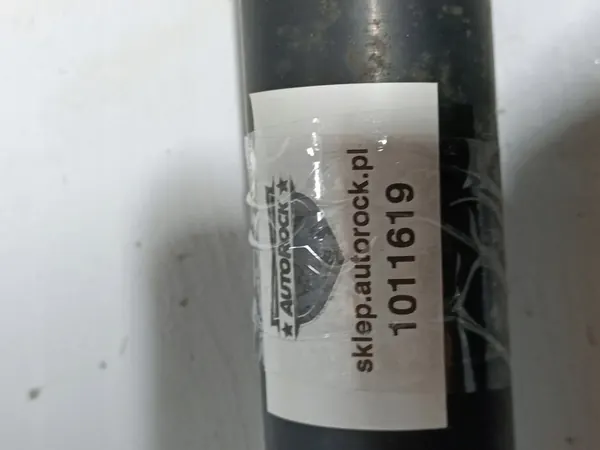 ★ AUTOROCK ★
sklep.autorock.pl
1011619